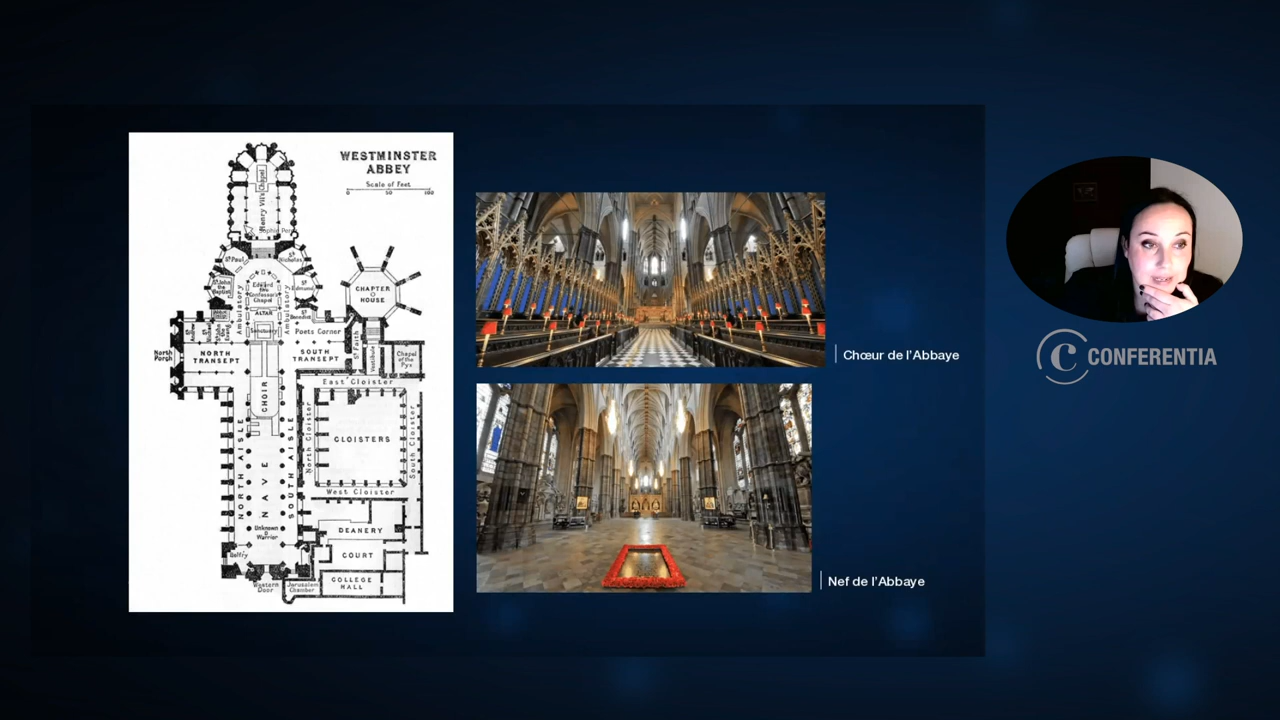 WESTMINSTER
ABBEY
Scale of Feet
0 50 100
Henry VII's Chapel
St Paul
St Nicholas
St John
the
Baptist
Edward
the
Confessor's
Chapel
St
Edmund
Ambulatory
Ambulatory
CHAPTER
HOUSE
ALTAR
St
Benedict
Sanctuary
Poets Corner
North
Porch
NORTH
TRANSEPT
SOUTH
TRANSEPT
St Faith
Vestibule
Chapel
of the
Pyx
East Cloister
CHOIR
North Cloister
CLOISTERS
South Cloister
West Cloister
NORTH AISLE
NAVE
SOUTH AISLE
Unknown
Warrior
DEANERY
Belfry
COURT
Western
Door
Jerusalem
Chamber
COLLEGE
HALL
Chœur de l'Abbaye
Nef de l'Abbaye
C CONFERENTIA